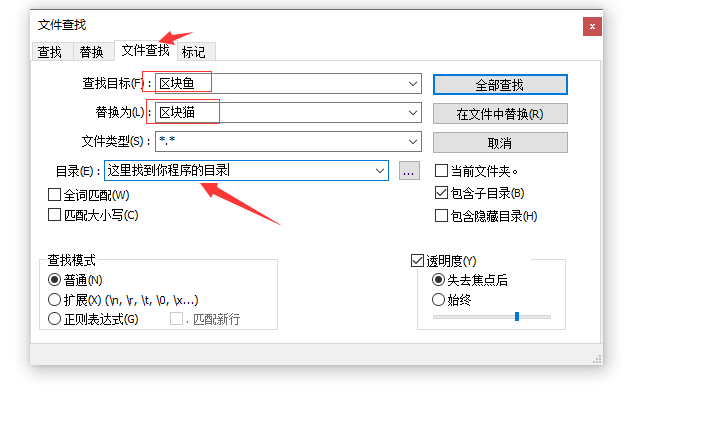 文件查找
x
查找 替换 文件查找 标记
查找目标(F)： 区块鱼 全部查找
替换为(L)： 区块猫 在文件中替换(R)
文件类型(S)： *.* 取消
目录(E)： 这里找到你程序的目录 ... 当前文件夹。
全词匹配(W) 包含子目录(B)
匹配大小写(C) 包含隐藏目录(H)
查找模式 透明度(Y)
普通(N) 失去焦点后
扩展(X) (\n, \r, \t, \0, \x...) 始终
正则表达式(G) . 匹配新行